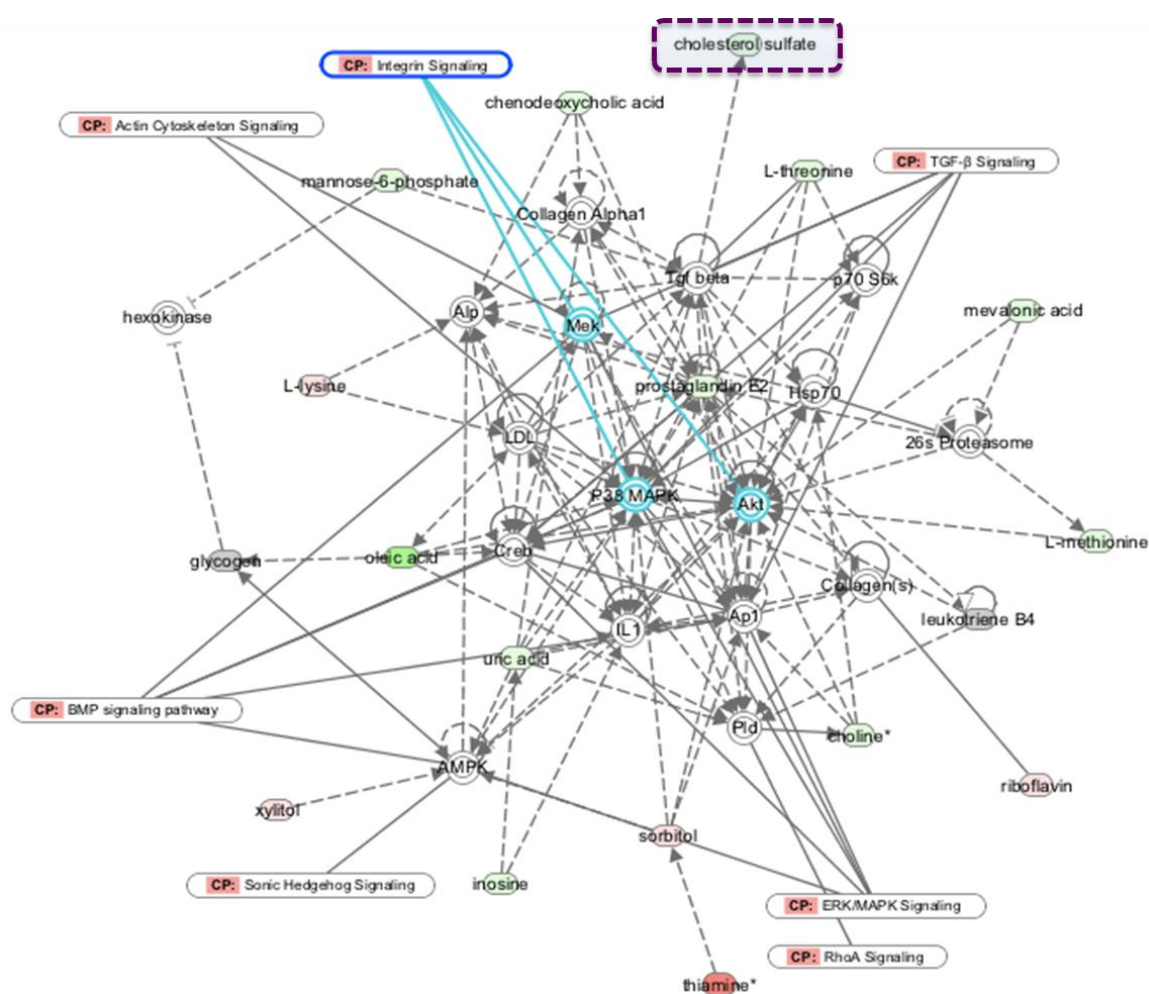 cholesterol sulfate
CP: Integrin Signaling
chenodeoxycholic acid
CP: Actin Cytoskeleton Signaling
CP: TGF-β Signaling
L-threonine
mannose-6-phosphate
Collagen Alpha1
Tgf beta
p70 S6k
mevalonic acid
hexokinase
Alp
Mek
L-lysine
prostaglandin E2
Hsp70
LDL
26s Proteasome
P38 MAPK
Akt
L-methionine
glycogen
oleic acid
Creb
Collagen(s)
leukotriene B4
IL1
Ap1
uric acid
CP: BMP signaling pathway
Pld
choline*
AMPK
riboflavin
xylitol
sorbitol
CP: Sonic Hedgehog Signaling
inosine
CP: ERK/MAPK Signaling
CP: RhoA Signaling
thiamine*